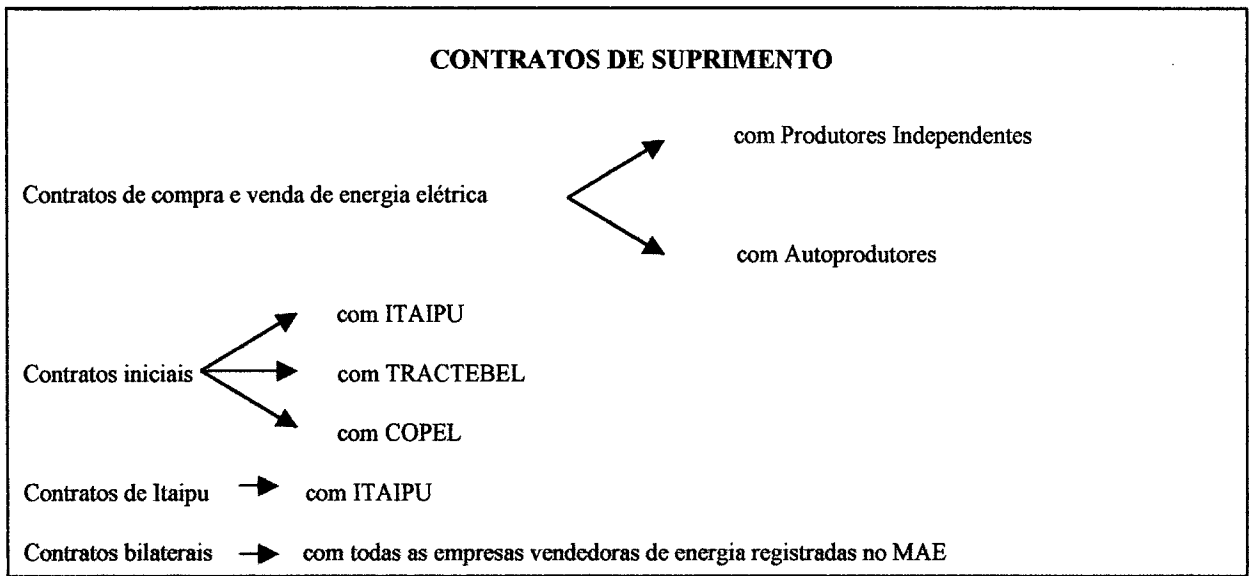 CONTRATOS DE SUPRIMENTO
com Produtores Independentes
Contratos de compra e venda de energia elétrica
com Autoprodutores
com ITAIPU
Contratos iniciais
com TRACTEBEL
com COPEL
Contratos de Itaipu
com ITAIPU
Contratos bilaterais
com todas as empresas vendedoras de energia registradas no MAE